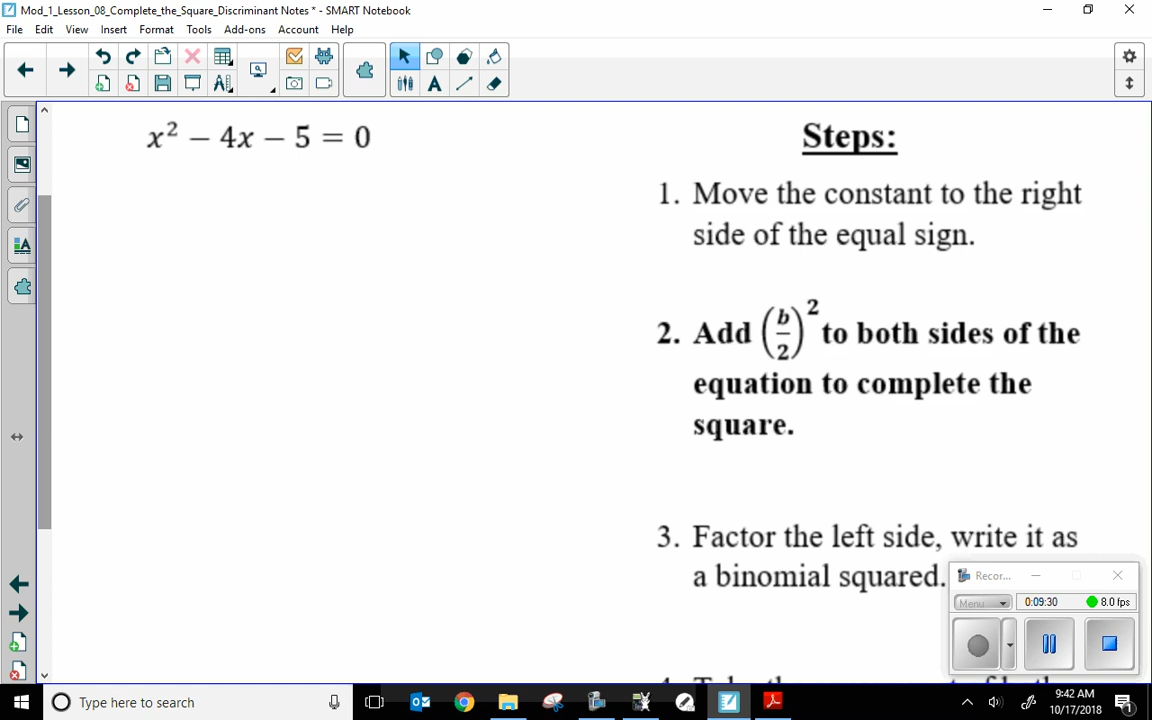 Mod_1_Lesson_08_Complete_the_Square_Discriminant Notes * - SMART Notebook
File Edit View Insert Format Tools Add-ons Account Help
x² − 4x − 5 = 0
Steps:
1. Move the constant to the right
side of the equal sign.
2. Add (b/2)² to both sides of the
equation to complete the
square.
3. Factor the left side, write it as
a binomial squared.
Recor...
Menu
0:09:30
8.0 fps
Type here to search
9:42 AM
10/17/2018
1